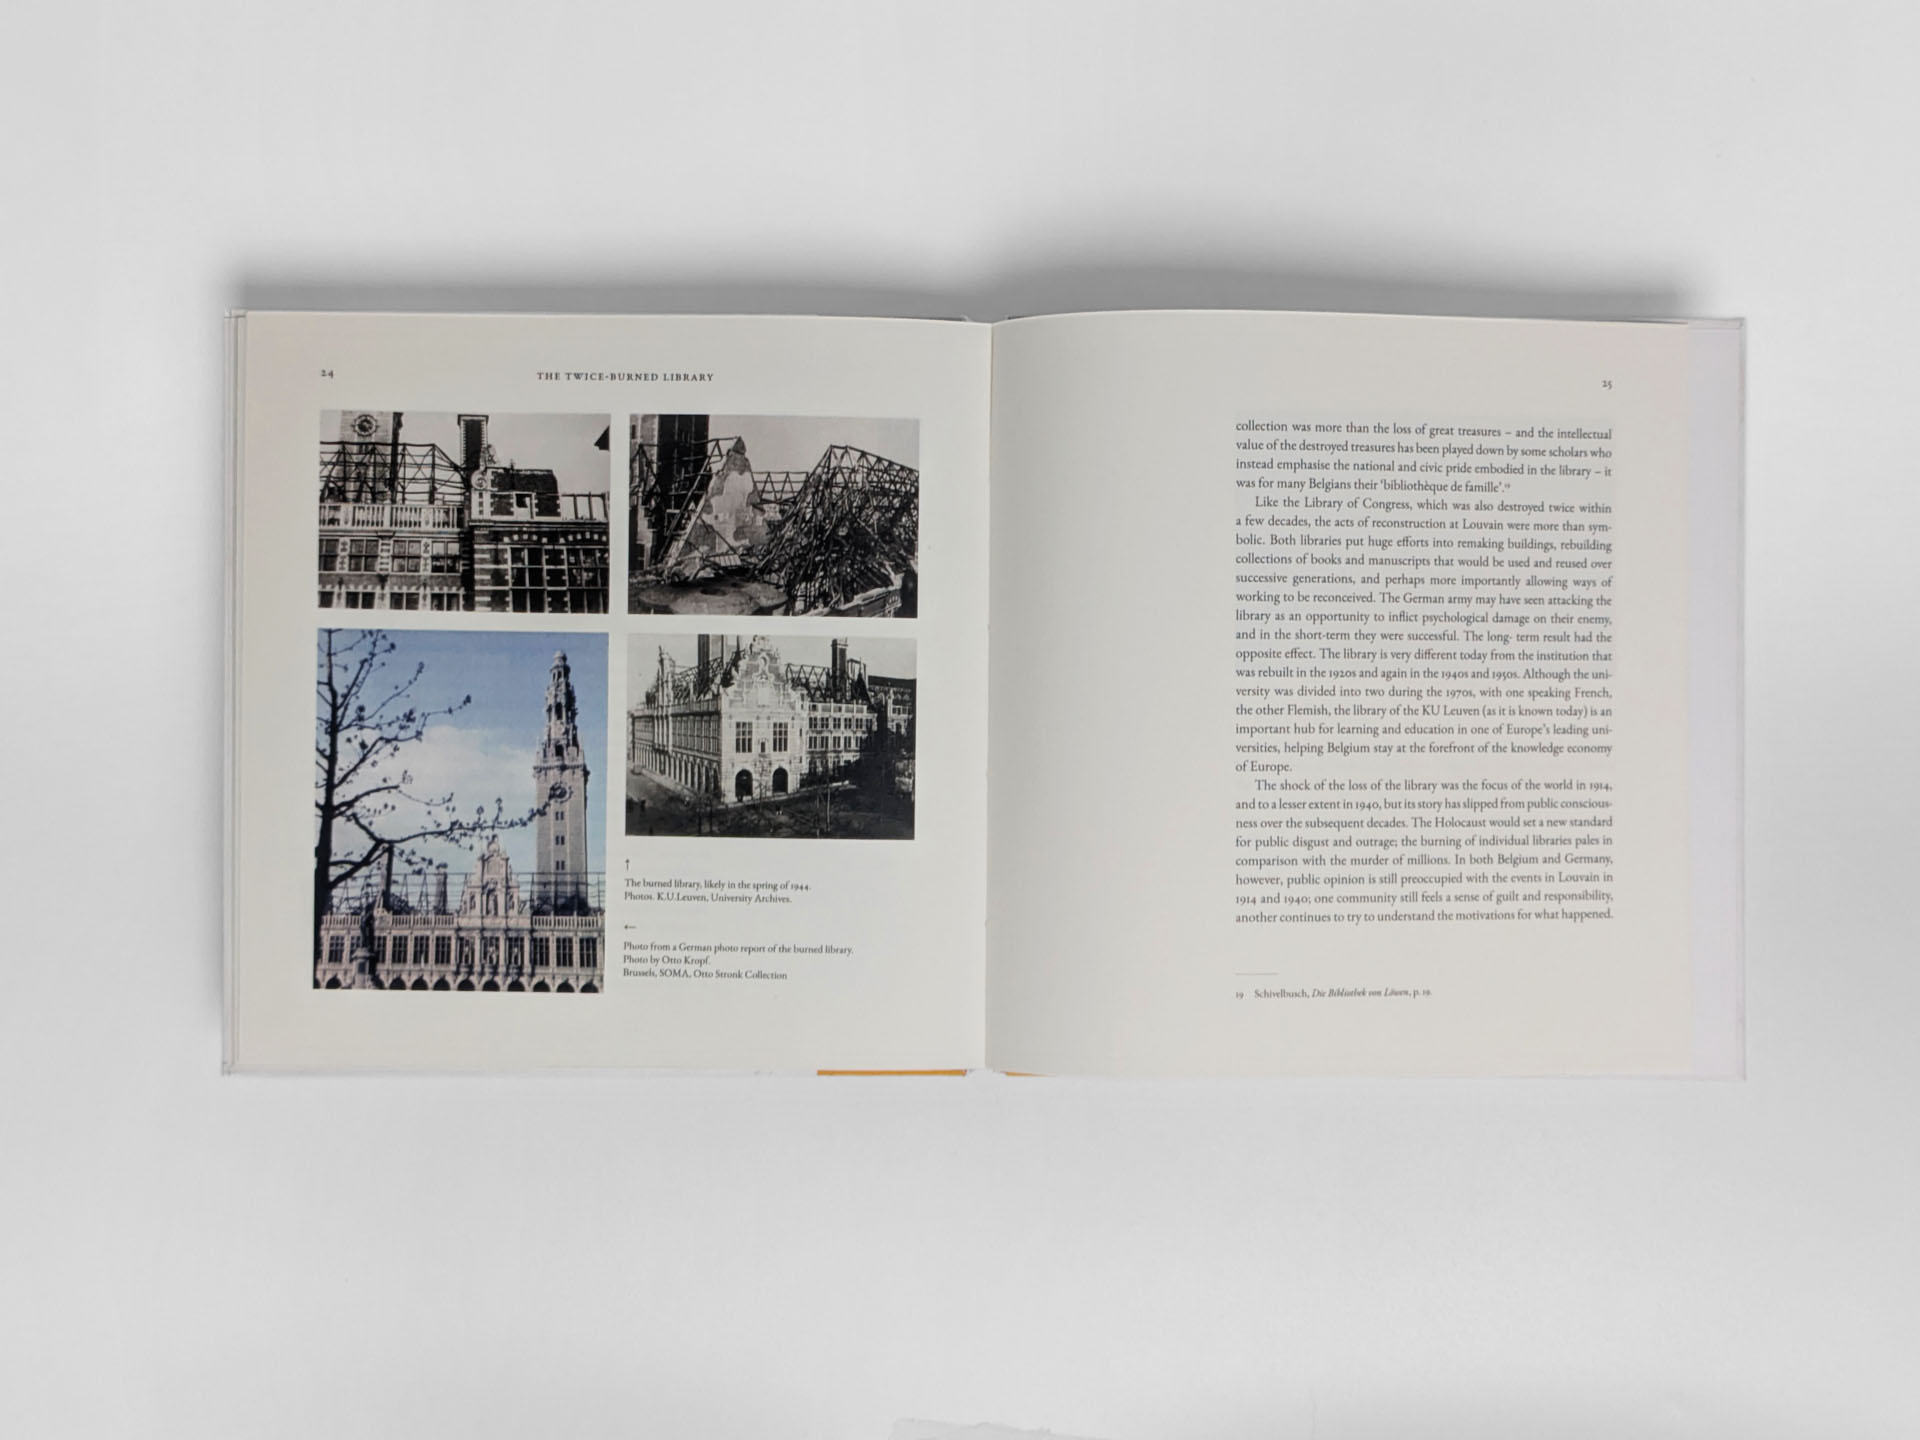 24
THE TWICE-BURNED LIBRARY
↑
The burned library, likely in the spring of 1944.
Photos. K.U.Leuven, University Archives.
←
Photo from a German photo report of the burned library.
Photo by Otto Kropf.
Brussels, SOMA, Otto Stronk Collection
25
collection was more than the loss of great treasures – and the intellectual
value of the destroyed treasures has been played down by some scholars who
instead emphasise the national and civic pride embodied in the library – it
was for many Belgians their ‘bibliothèque de famille’.19
Like the Library of Congress, which was also destroyed twice within
a few decades, the acts of reconstruction at Louvain were more than sym-
bolic. Both libraries put huge efforts into remaking buildings, rebuilding
collections of books and manuscripts that would be used and reused over
successive generations, and perhaps more importantly allowing ways of
working to be reconceived. The German army may have seen attacking the
library as an opportunity to inflict psychological damage on their enemy,
and in the short-term they were successful. The long- term result had the
opposite effect. The library is very different today from the institution that
was rebuilt in the 1920s and again in the 1940s and 1950s. Although the uni-
versity was divided into two during the 1970s, with one speaking French,
the other Flemish, the library of the KU Leuven (as it is known today) is an
important hub for learning and education in one of Europe’s leading uni-
versities, helping Belgium stay at the forefront of the knowledge economy
of Europe.
The shock of the loss of the library was the focus of the world in 1914,
and to a lesser extent in 1940, but its story has slipped from public conscious-
ness over the subsequent decades. The Holocaust would set a new standard
for public disgust and outrage; the burning of individual libraries pales in
comparison with the murder of millions. In both Belgium and Germany,
however, public opinion is still preoccupied with the events in Louvain in
1914 and 1940; one community still feels a sense of guilt and responsibility,
another continues to try to understand the motivations for what happened.
19 Schivelbusch, Die Bibliothek von Löwen, p. 19.